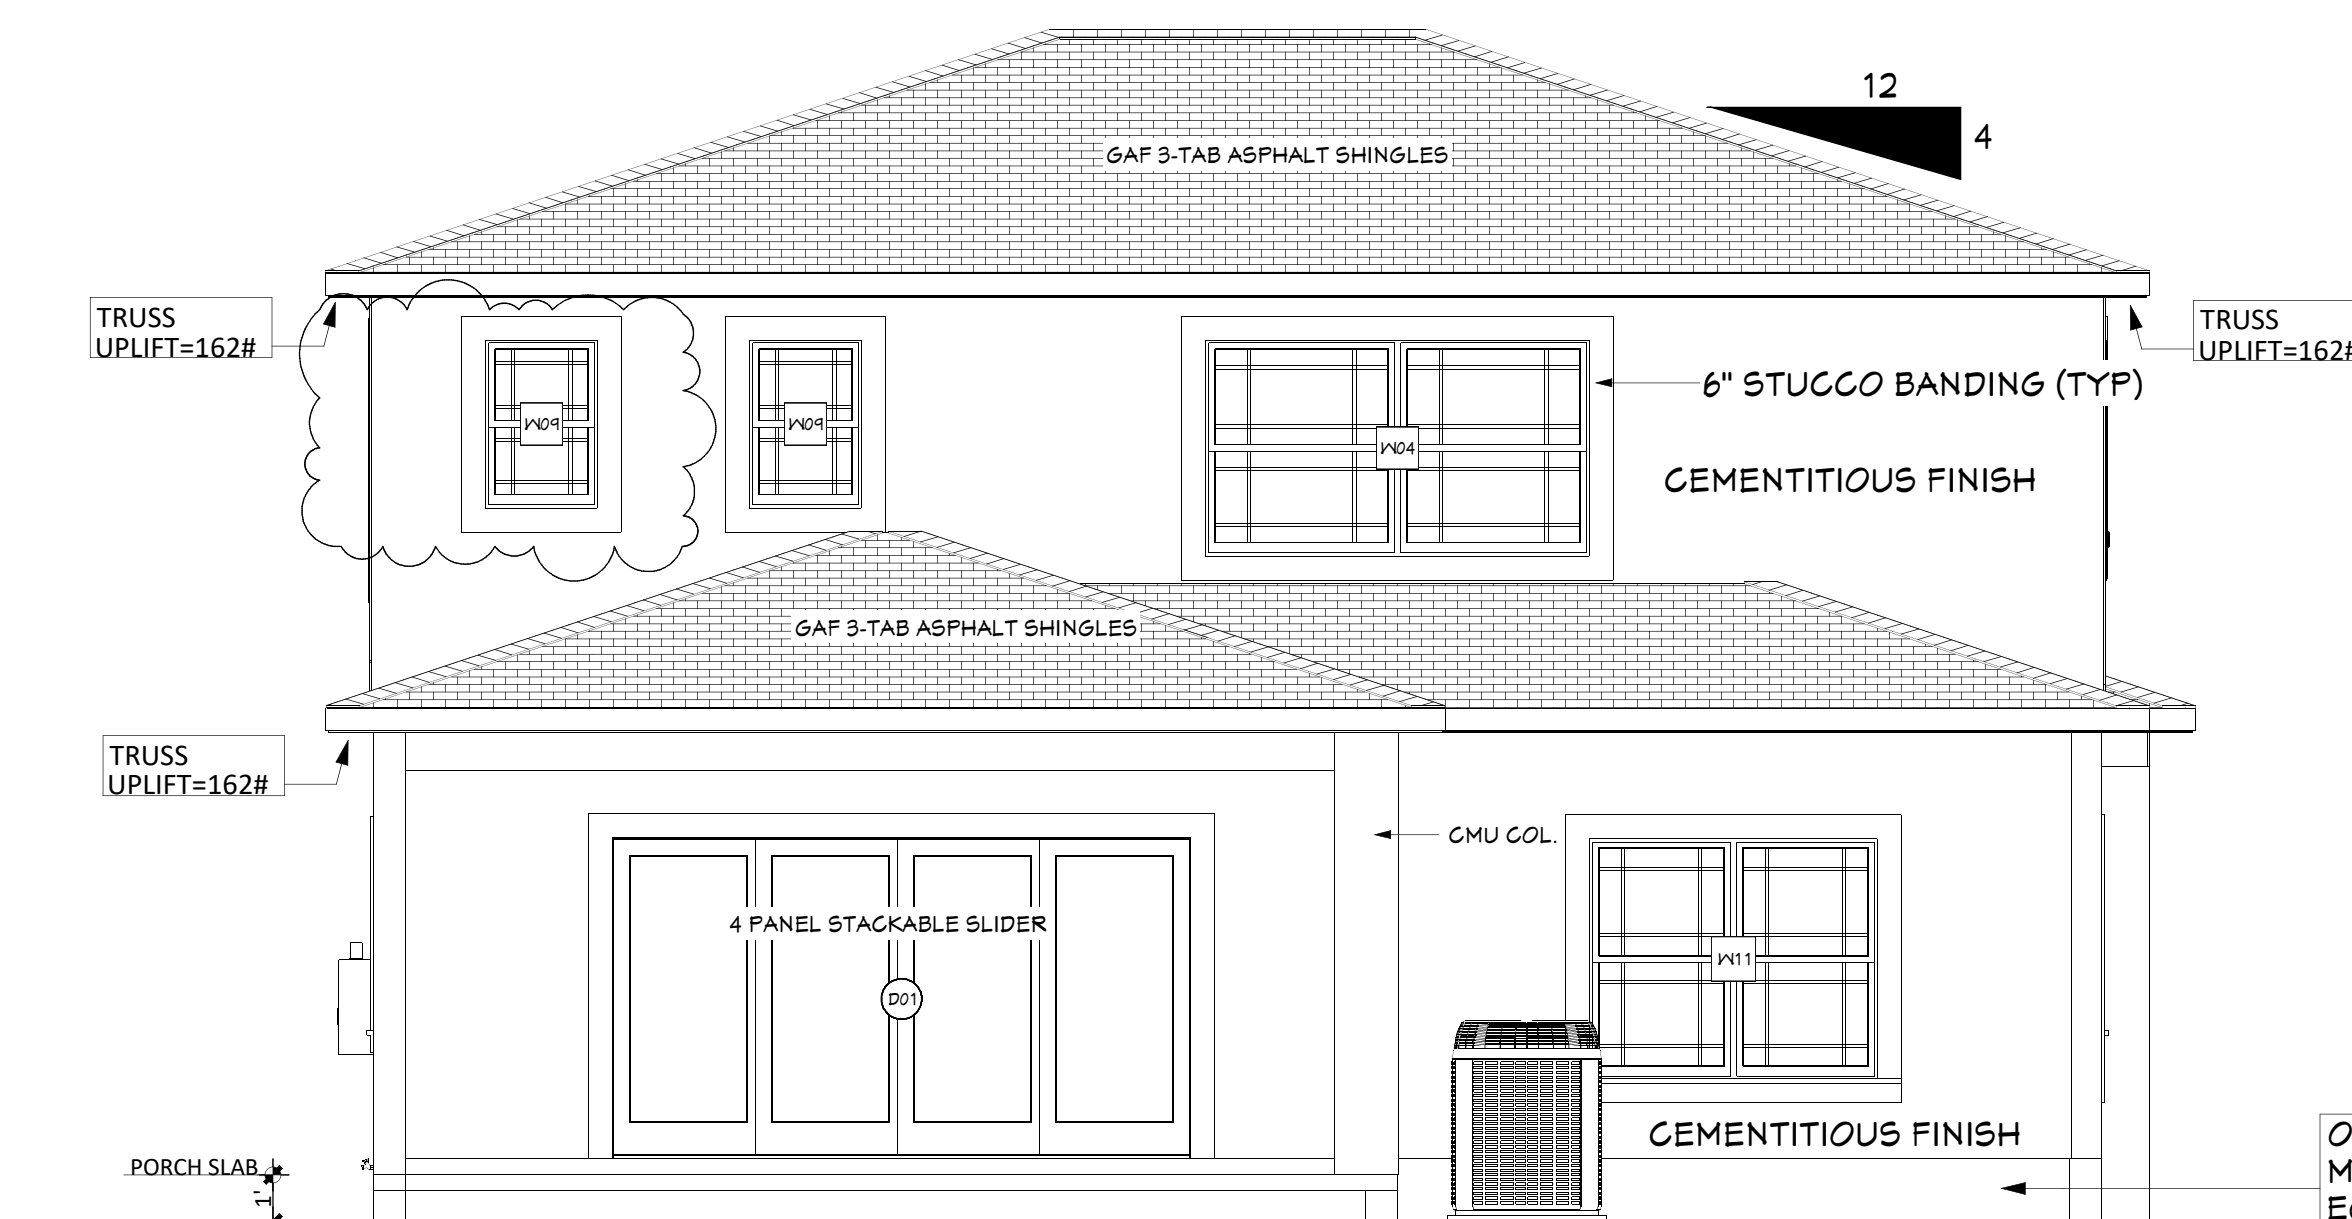 12
4
GAF 3-TAB ASPHALT SHINGLES
TRUSS
UPLIFT=162#
TRUSS
UPLIFT=162#
6" STUCCO BANDING (TYP)
W09
W09
W04
CEMENTITIOUS FINISH
GAF 3-TAB ASPHALT SHINGLES
TRUSS
UPLIFT=162#
CMU COL.
4 PANEL STACKABLE SLIDER
W11
D01
CEMENTITIOUS FINISH
PORCH SLAB
1'